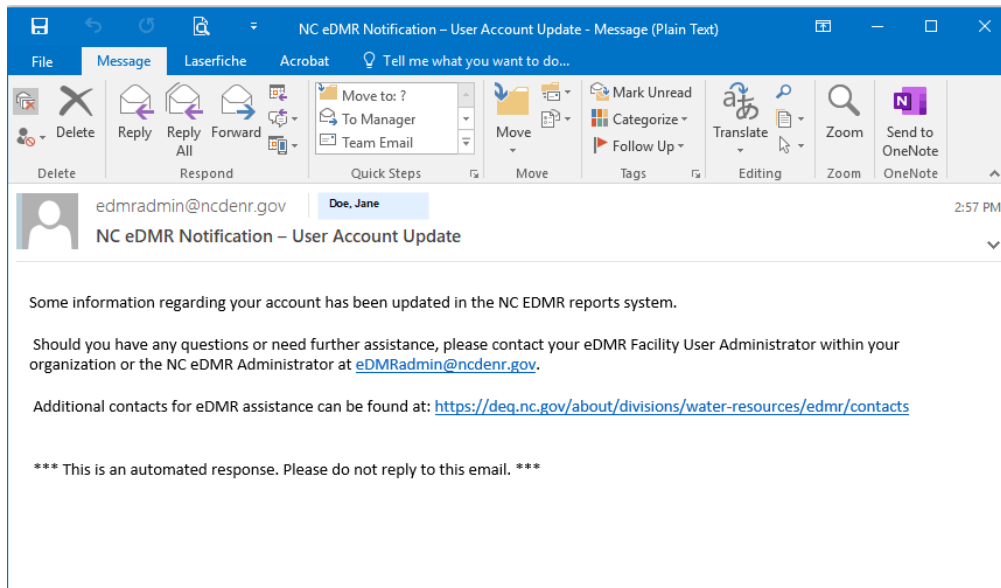 NC eDMR Notification – User Account Update - Message (Plain Text)
File Message Laserfiche Acrobat Tell me what you want to do...
Delete
Reply
Reply All
Forward
Move to: ?
To Manager
Team Email
Move
Mark Unread
Categorize
Follow Up
Translate
Zoom
Send to OneNote
Delete Respond Quick Steps Move Tags Editing Zoom OneNote
edmradmin@ncdenr.gov Doe, Jane 2:57 PM
NC eDMR Notification – User Account Update
Some information regarding your account has been updated in the NC EDMR reports system.
Should you have any questions or need further assistance, please contact your eDMR Facility User Administrator within your
organization or the NC eDMR Administrator at eDMRadmin@ncdenr.gov.
Additional contacts for eDMR assistance can be found at: https://deq.nc.gov/about/divisions/water-resources/edmr/contacts
*** This is an automated response. Please do not reply to this email. ***